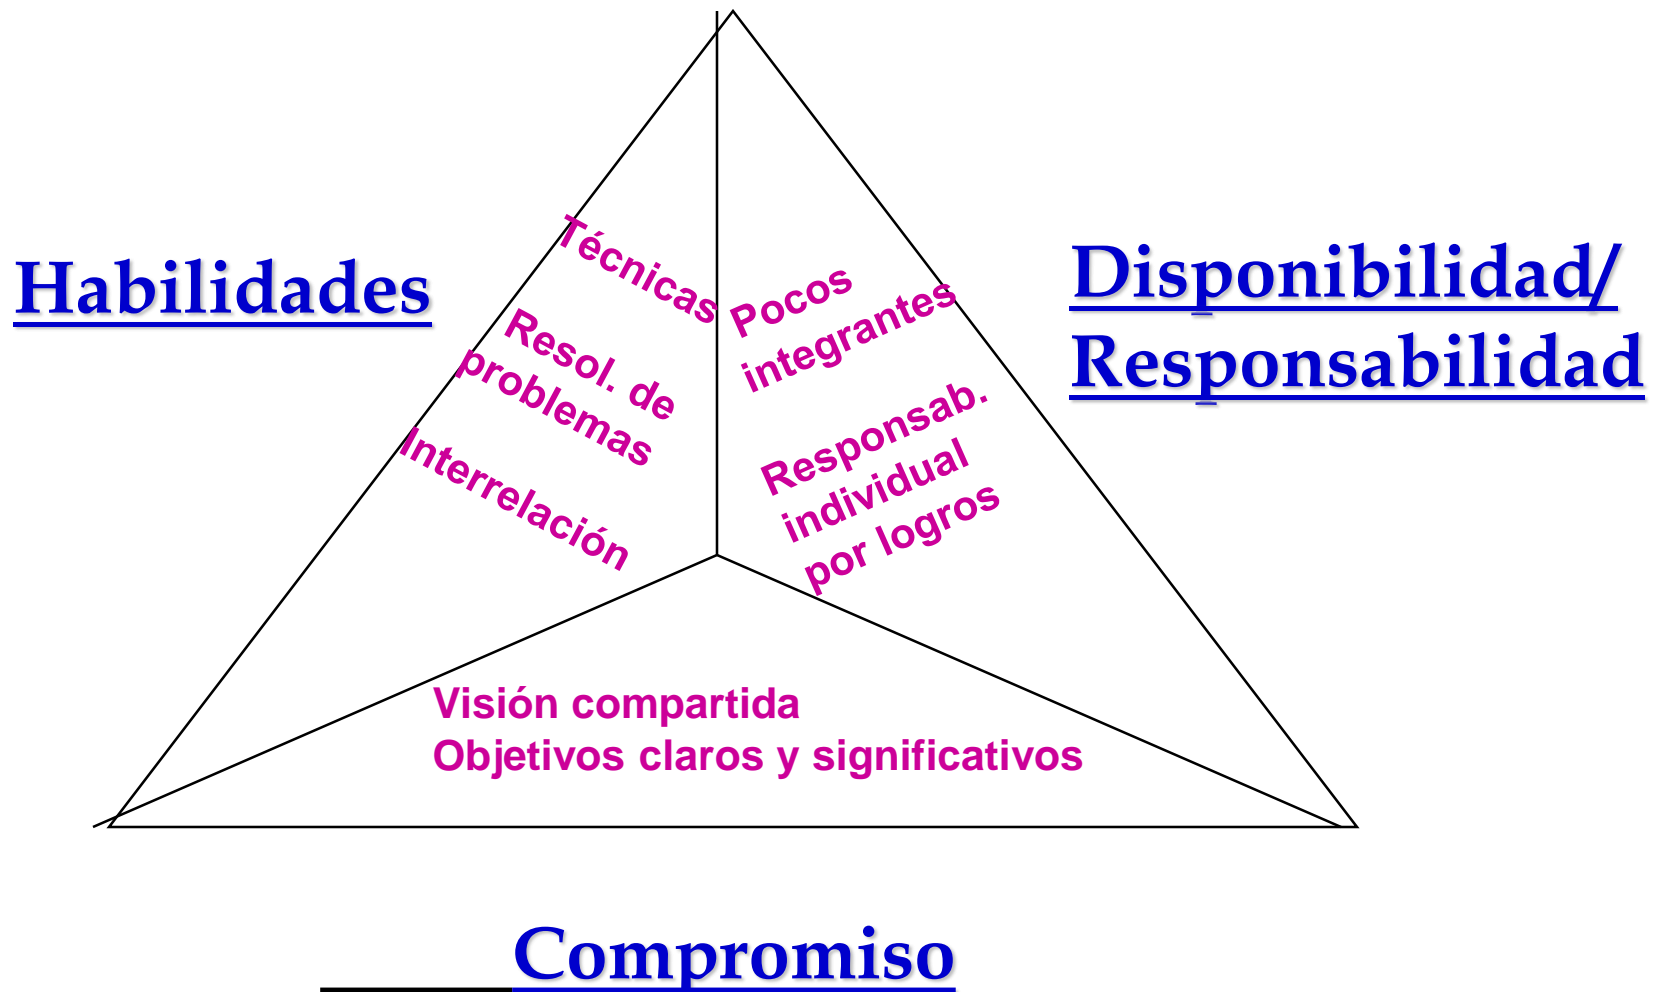 Habilidades
Técnicas
Resol. de
problemas
Interrelación
Pocos
integrantes
Responsab.
individual
por logros
Disponibilidad/
Responsabilidad
Visión compartida
Objetivos claros y significativos
Compromiso